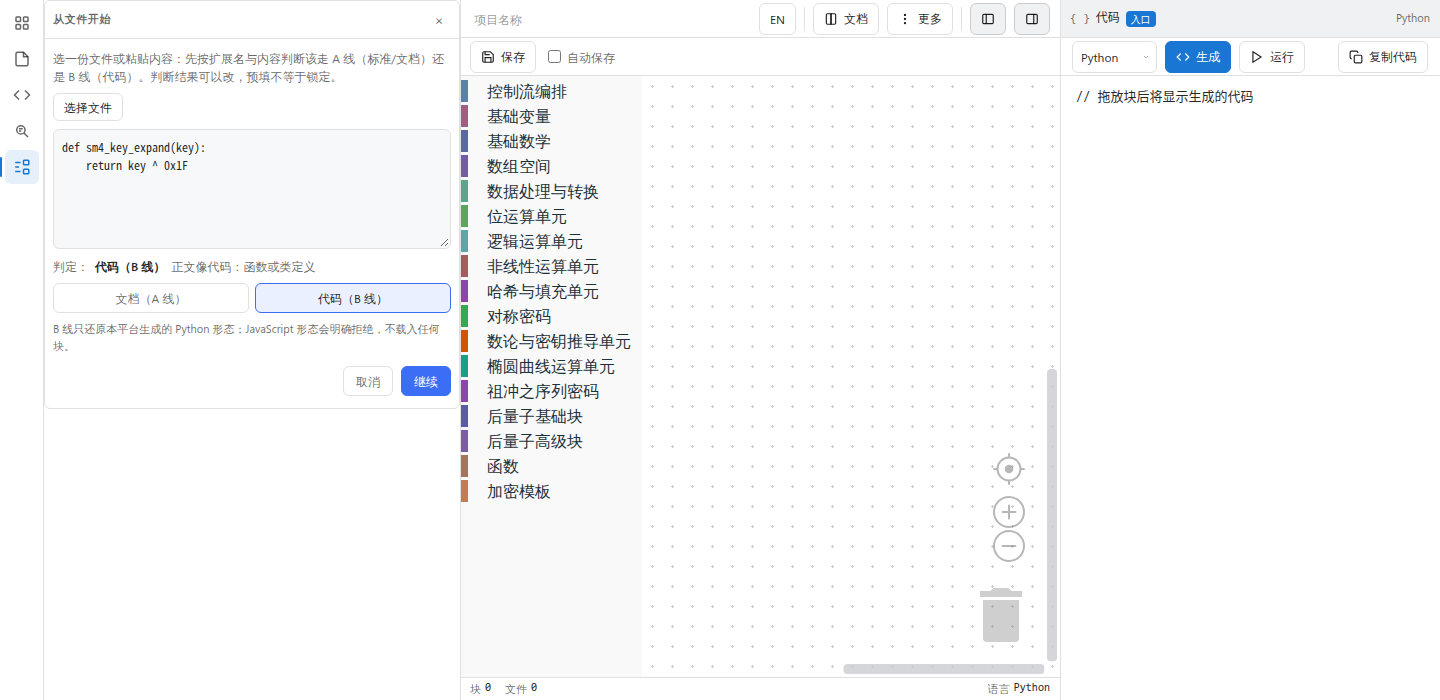 从文件开始
×
选一份文件或粘贴内容：先按扩展名与内容判断该走 A 线（标准/文档）还
是 B 线（代码）。判断结果可以改，预填不等于锁定。
选择文件
def sm4_key_expand(key):
    return key ^ 0x1F
判定： 代码（B 线） 正文像代码：函数或类定义
文档（A 线）
代码（B 线）
B 线只还原本平台生成的 Python 形态；JavaScript 形态会明确拒绝，不载入任何
块。
取消
继续
项目名称
EN
文档
更多
保存
自动保存
控制流编排
基础变量
基础数学
数组空间
数据处理与转换
位运算单元
逻辑运算单元
非线性运算单元
哈希与填充单元
对称密码
数论与密钥推导单元
椭圆曲线运算单元
祖冲之序列密码
后量子基础块
后量子高级块
函数
加密模板
块 0 文件 0
语言 Python
{ } 代码 入口
Python
Python
生成
运行
复制代码
// 拖放块后将显示生成的代码